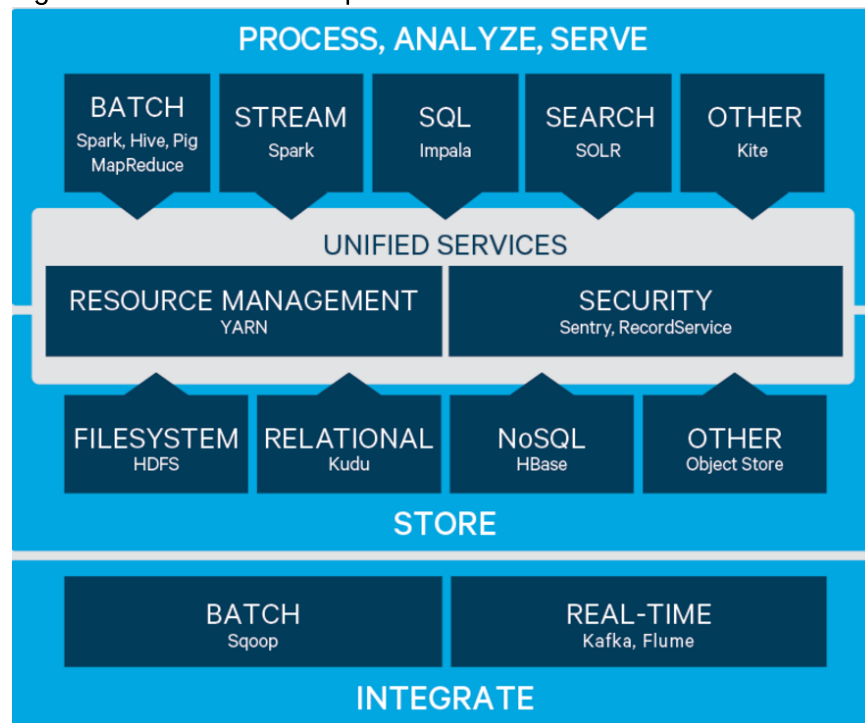 PROCESS, ANALYZE, SERVE
BATCH
Spark, Hive, Pig
MapReduce
STREAM
Spark
SQL
Impala
SEARCH
SOLR
OTHER
Kite
UNIFIED SERVICES
RESOURCE MANAGEMENT
YARN
SECURITY
Sentry, RecordService
FILESYSTEM
HDFS
RELATIONAL
Kudu
NoSQL
HBase
OTHER
Object Store
STORE
BATCH
Sqoop
REAL-TIME
Kafka, Flume
INTEGRATE